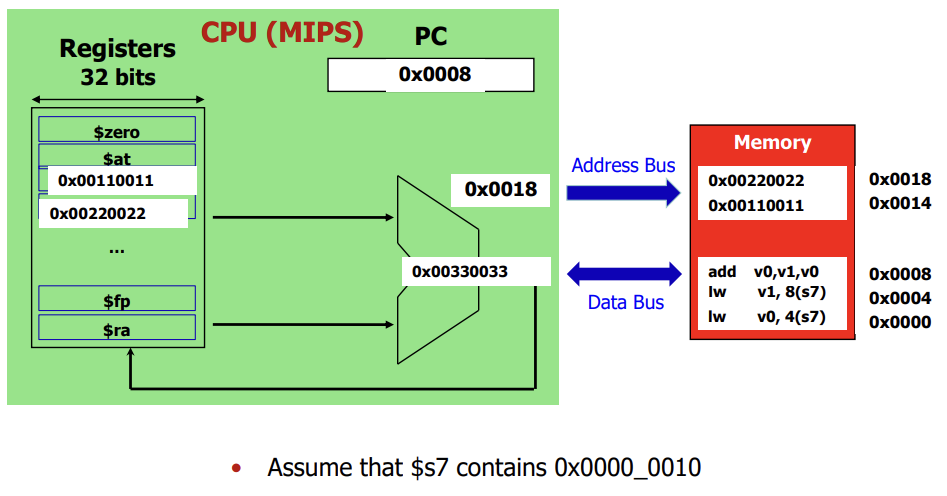 CPU (MIPS)
Registers
32 bits
PC
0x0008
$zero
$at
0x00110011
0x00220022
...
$fp
$ra
0x0018
0x00330033
Address Bus
Data Bus
Memory
0x00220022 0x0018
0x00110011 0x0014
add v0,v1,v0 0x0008
lw v1, 8(s7) 0x0004
lw v0, 4(s7) 0x0000
• Assume that $s7 contains 0x0000_0010